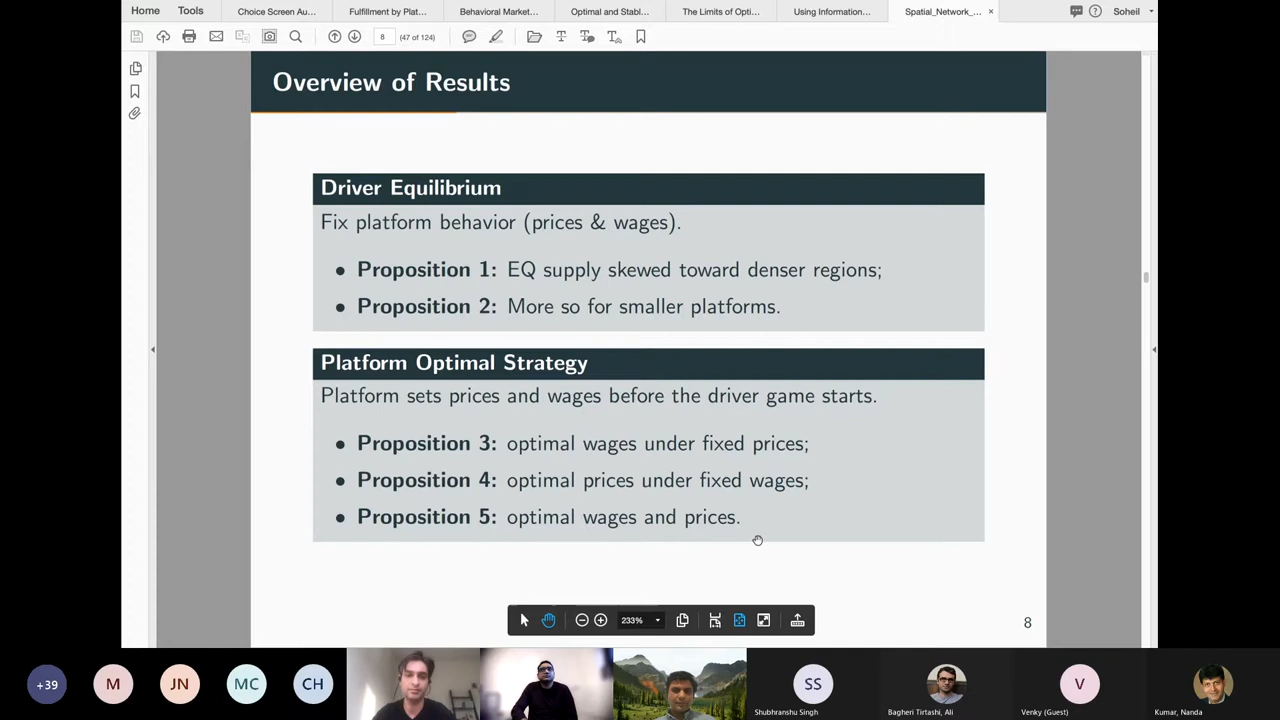 Home Tools Choice Screen Au... Fulfillment by Plat... Behavioral Market... Optimal and Stabl... The Limits of Opti... Using Information... Spatial_Network_... × Soheil
8 (47 of 124)
Overview of Results
Driver Equilibrium
Fix platform behavior (prices & wages).
• Proposition 1: EQ supply skewed toward denser regions;
• Proposition 2: More so for smaller platforms.
Platform Optimal Strategy
Platform sets prices and wages before the driver game starts.
• Proposition 3: optimal wages under fixed prices;
• Proposition 4: optimal prices under fixed wages;
• Proposition 5: optimal wages and prices.
233%
8
+39 M JN MC CH SS V
Shubhranshu Singh Bagheri Tirtashi, Ali Venky (Guest) Kumar, Nanda